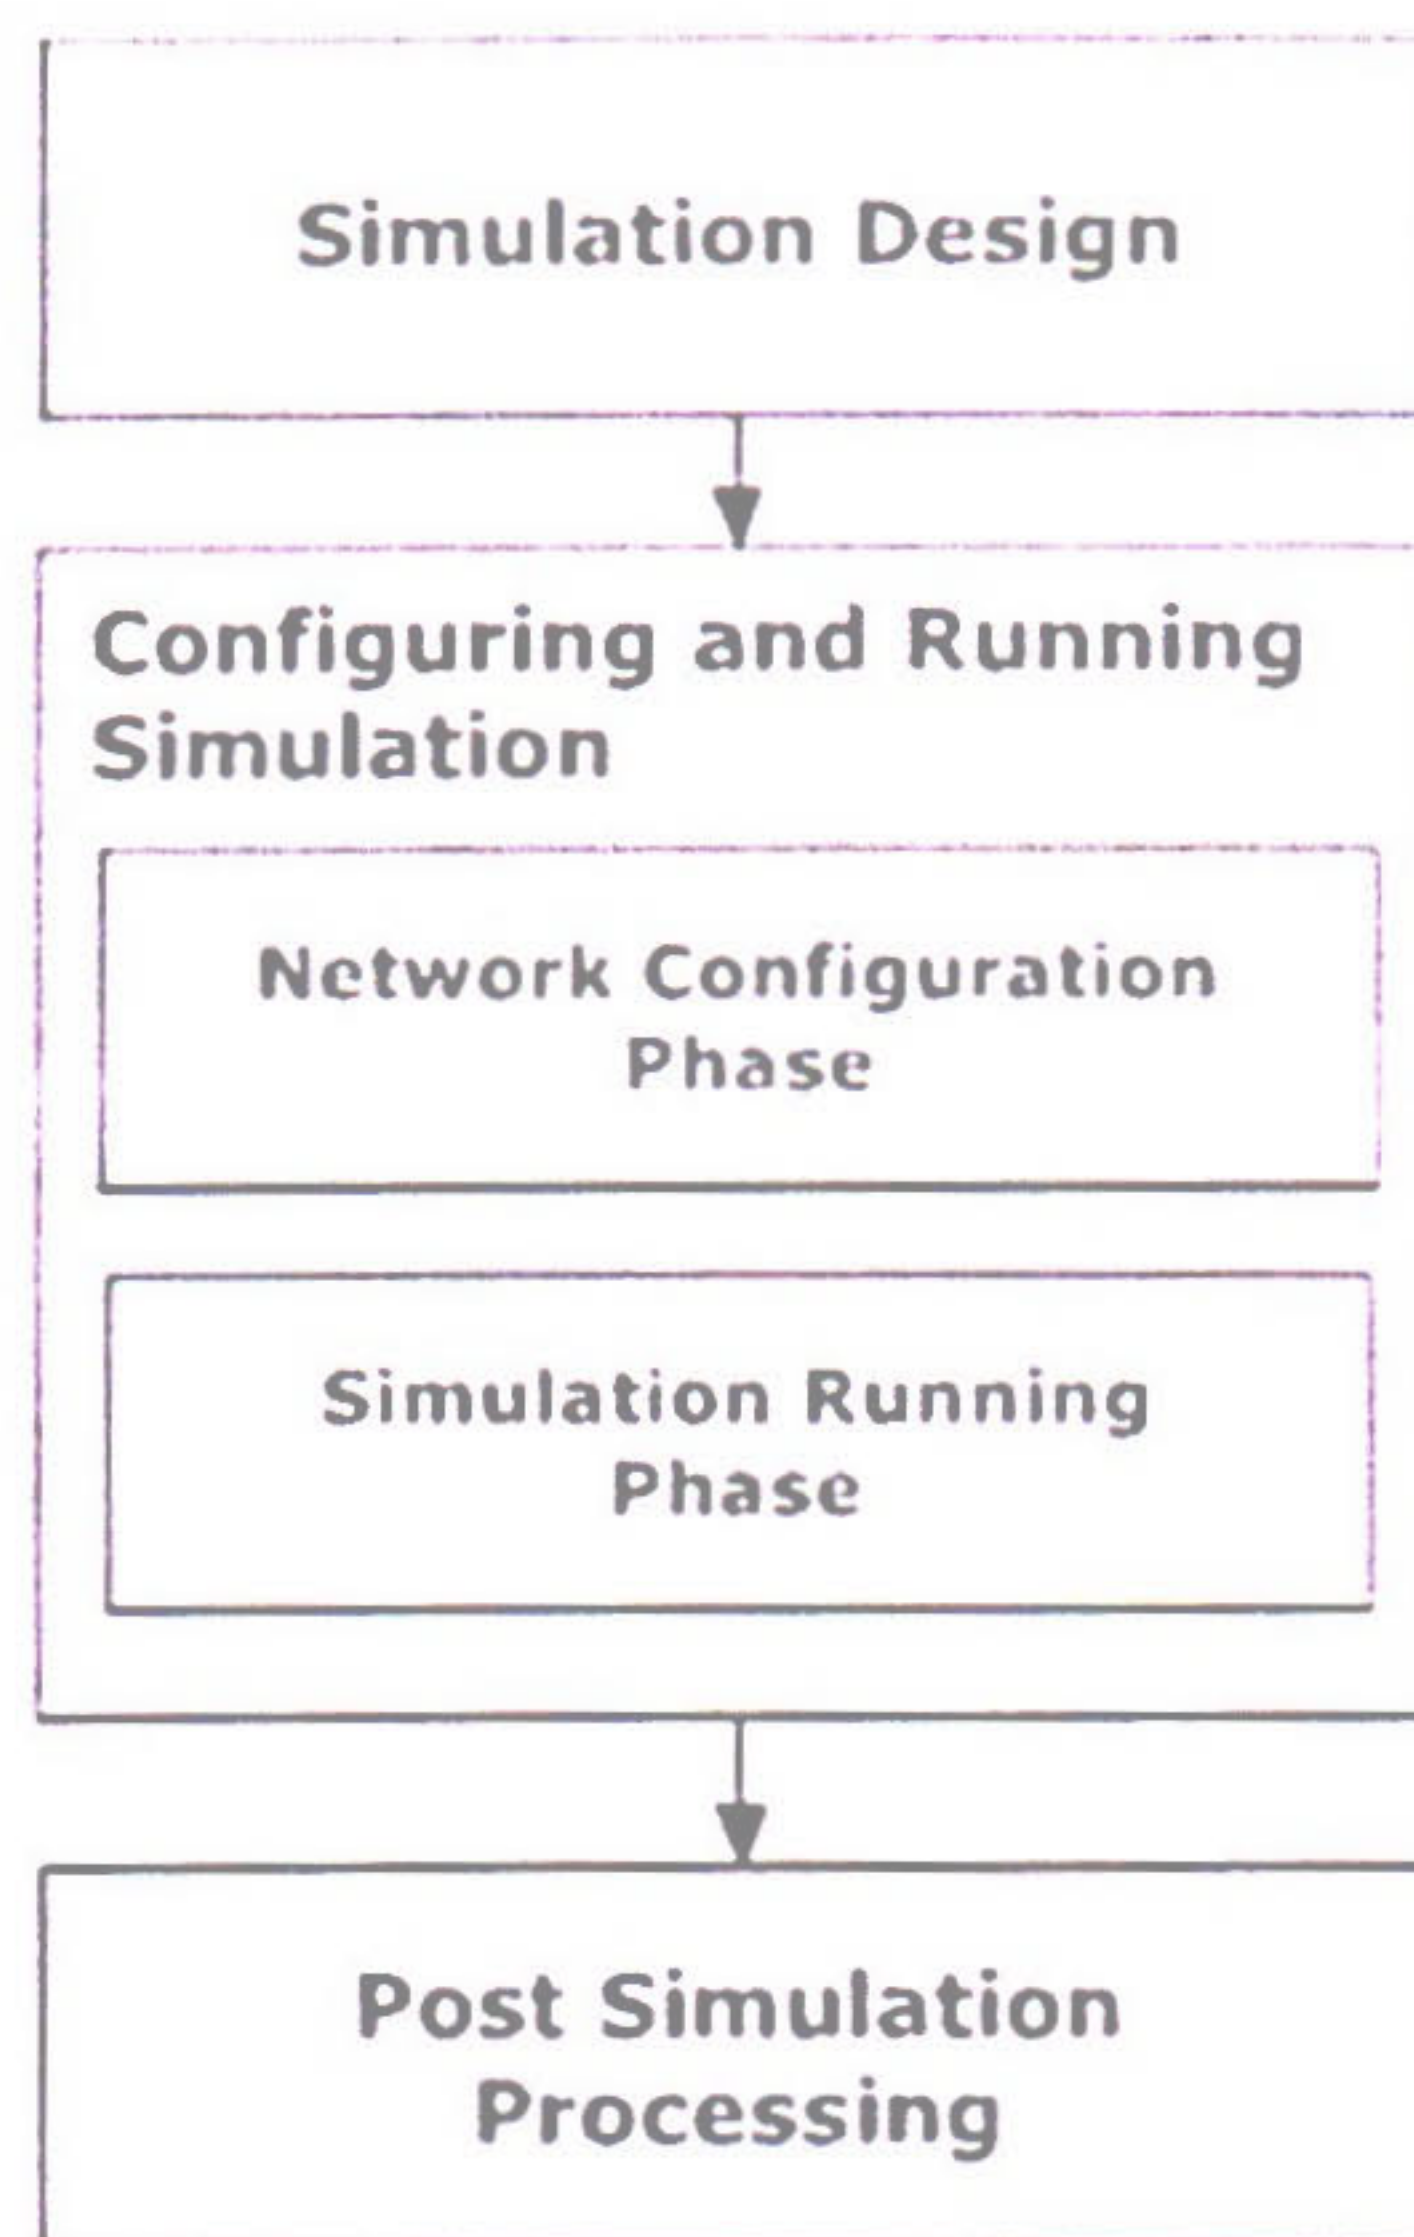 Simulation Design
Configuring and Running
Simulation
Network Configuration
Phase
Simulation Running
Phase
Post Simulation
Processing